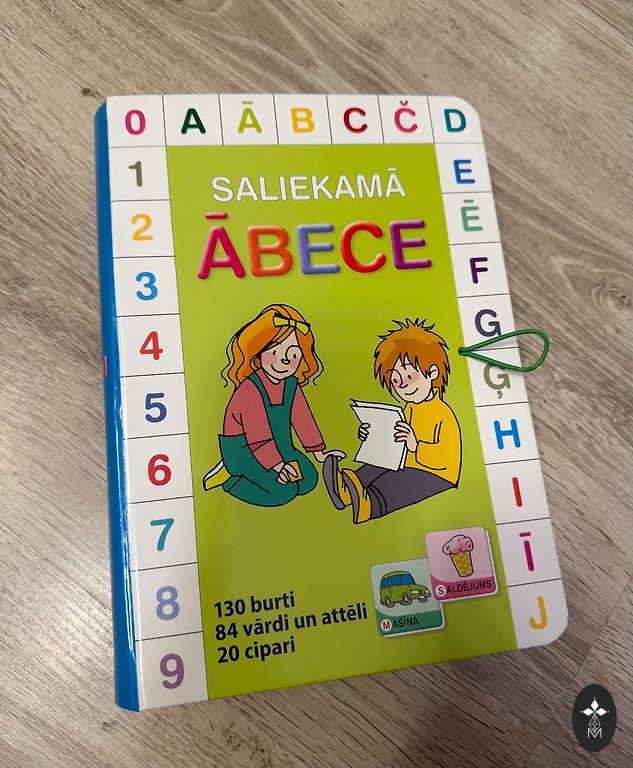 0 A Ā B C Č D
1
2
3
4
5
6
7
8
9
E
Ē
F
G
Ģ
H
I
Ī
J
SALIEKAMĀ
ĀBECE
130 burti
84 vārdi un attēli
20 cipari
MAŠĪNA
SALDĒJUMS
M